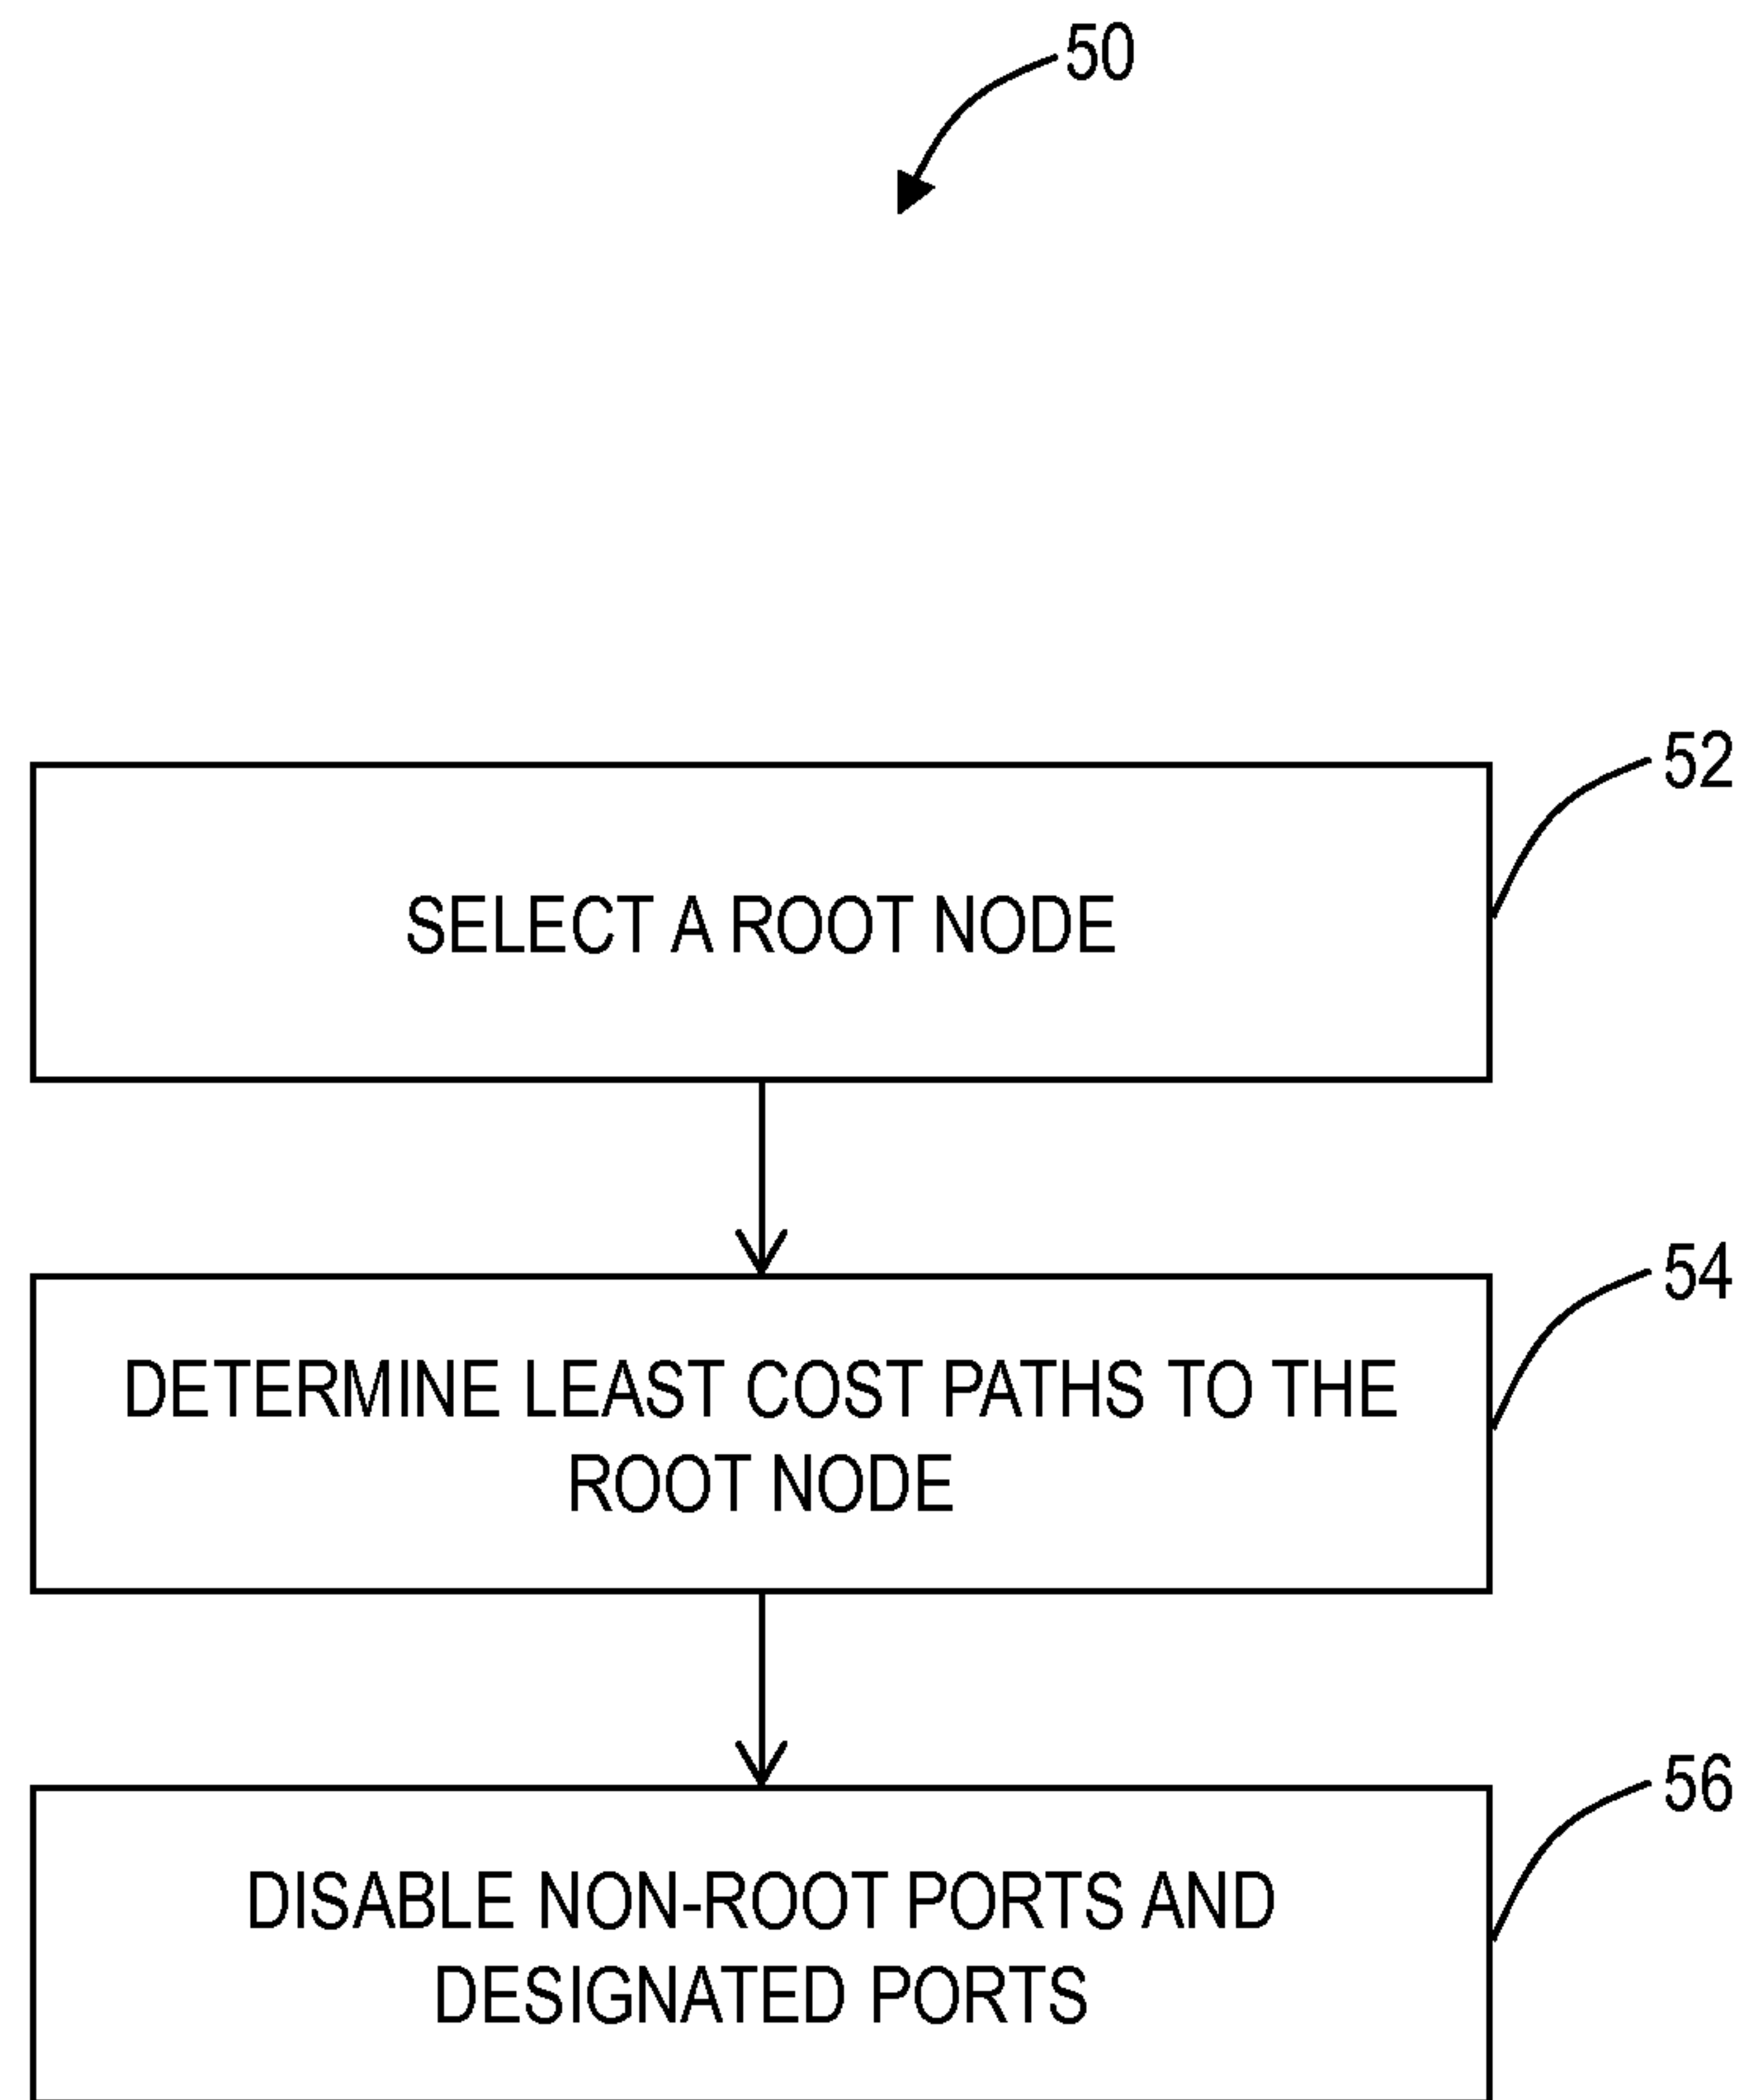 50
52
SELECT A ROOT NODE
54
DETERMINE LEAST COST PATHS TO THE
ROOT NODE
56
DISABLE NON-ROOT PORTS AND
DESIGNATED PORTS